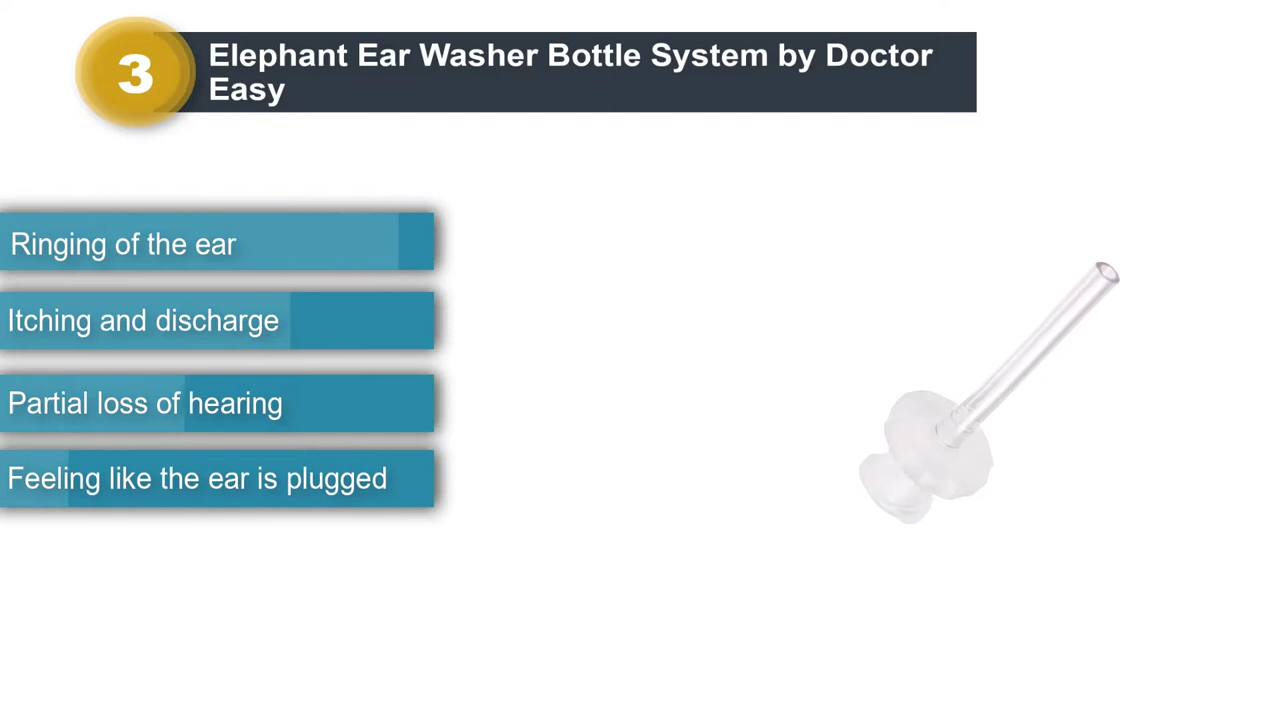 3
Elephant Ear Washer Bottle System by Doctor
Easy
Ringing of the ear
Itching and discharge
Partial loss of hearing
Feeling like the ear is plugged